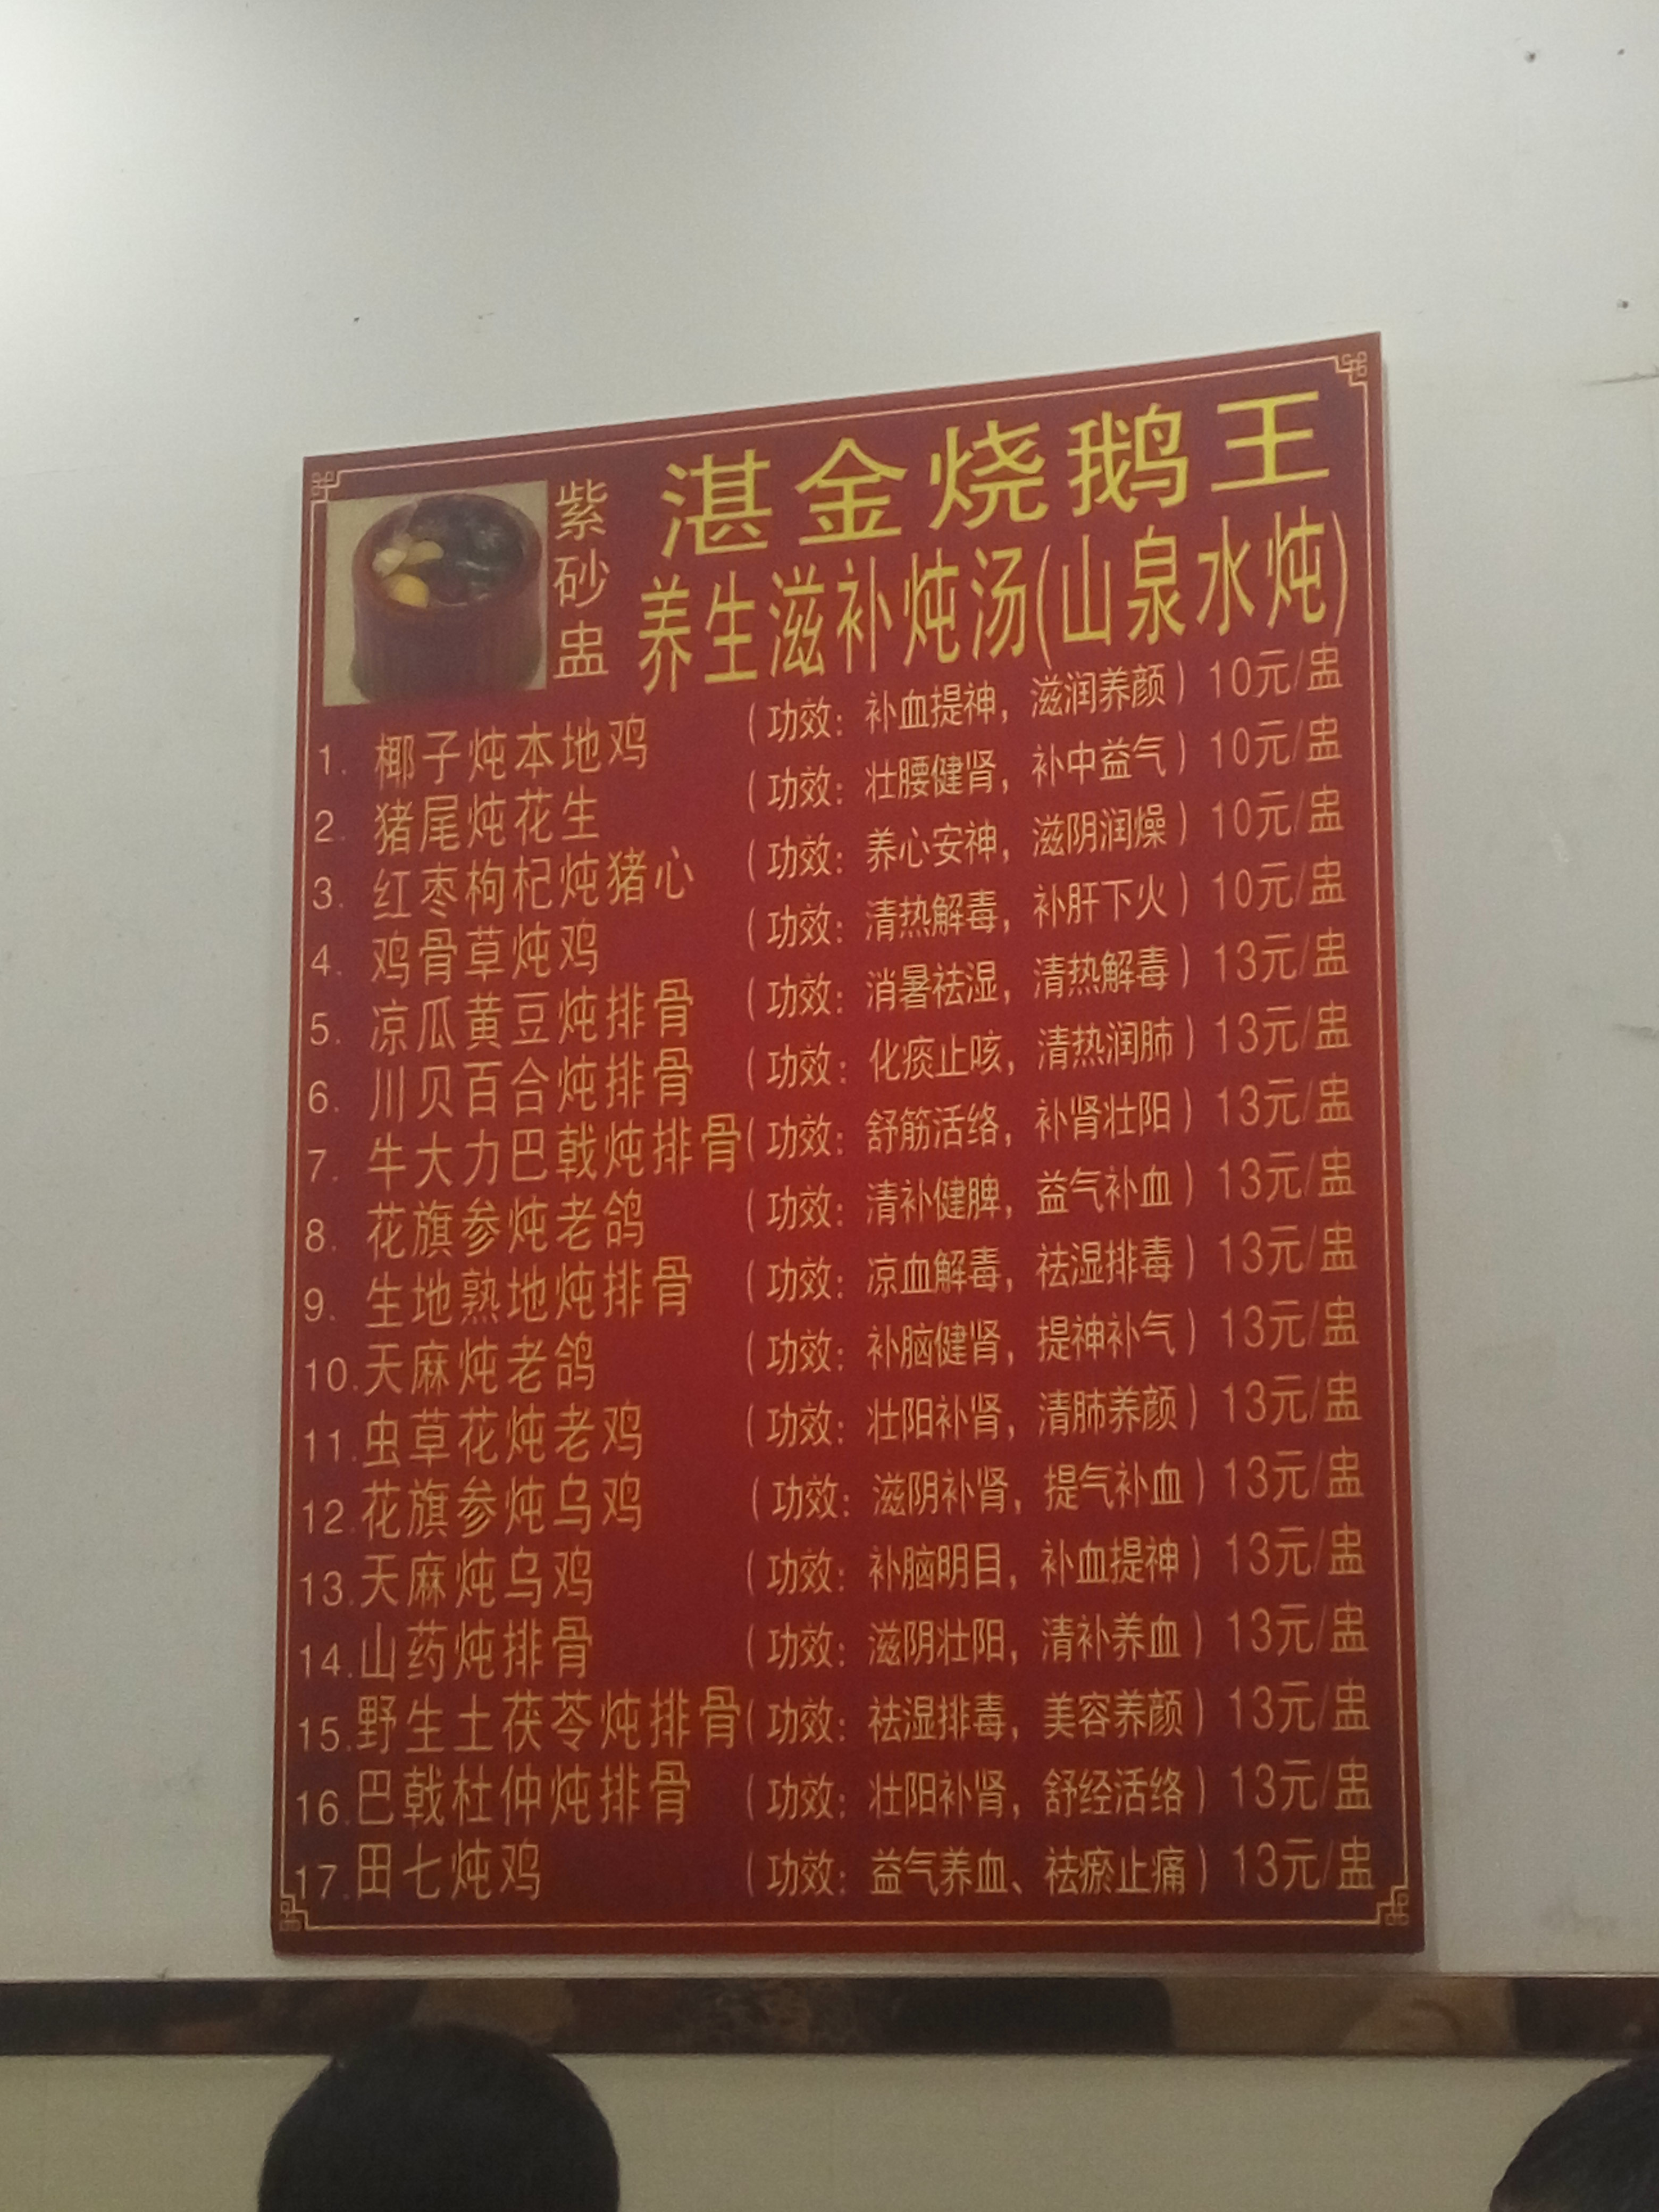 紫砂盅
湛金烧鹅王
养生滋补炖汤(山泉水炖)
1. 椰子炖本地鸡 (功效：补血提神，滋润养颜) 10元/盅
2. 猪尾炖花生 (功效：壮腰健肾，补中益气) 10元/盅
3. 红枣枸杞炖猪心 (功效：养心安神，滋阴润燥) 10元/盅
4. 鸡骨草炖鸡 (功效：清热解毒，补肝下火) 10元/盅
5. 凉瓜黄豆炖排骨 (功效：消暑祛湿，清热解毒) 13元/盅
6. 川贝百合炖排骨 (功效：化痰止咳，清热润肺) 13元/盅
7. 牛大力巴戟炖排骨(功效：舒筋活络，补肾壮阳) 13元/盅
8. 花旗参炖老鸽 (功效：清补健脾，益气补血) 13元/盅
9. 生地熟地炖排骨 (功效：凉血解毒，祛湿排毒) 13元/盅
10.天麻炖老鸽 (功效：补脑健肾，提神补气) 13元/盅
11.虫草花炖老鸡 (功效：壮阳补肾，清肺养颜) 13元/盅
12.花旗参炖乌鸡 (功效：滋阴补肾，提气补血) 13元/盅
13.天麻炖乌鸡 (功效：补脑明目，补血提神) 13元/盅
14.山药炖排骨 (功效：滋阴壮阳，清补养血) 13元/盅
15.野生土茯苓炖排骨(功效：祛湿排毒，美容养颜) 13元/盅
16.巴戟杜仲炖排骨 (功效：壮阳补肾，舒经活络) 13元/盅
17.田七炖鸡 (功效：益气养血、祛瘀止痛) 13元/盅